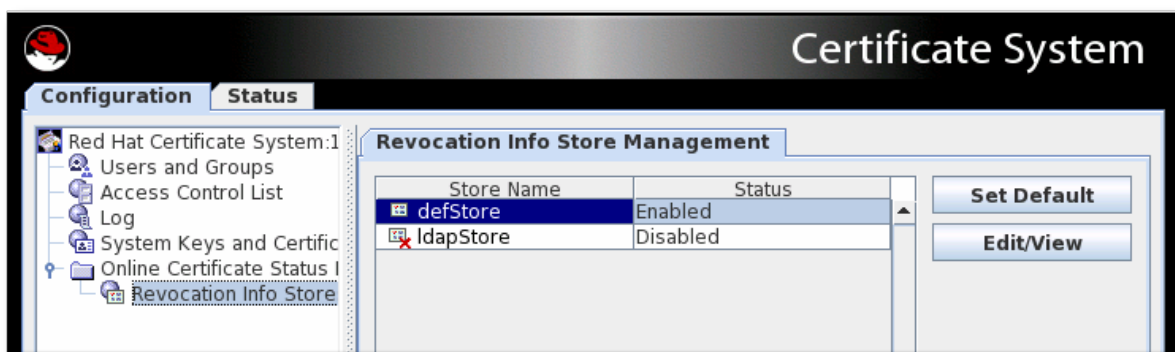 Certificate System
Configuration Status
Red Hat Certificate System:1
Users and Groups
Access Control List
Log
System Keys and Certific
Online Certificate Status
Revocation Info Store
Revocation Info Store Management
Store Name Status
defStore Enabled
ldapStore Disabled
Set Default
Edit/View